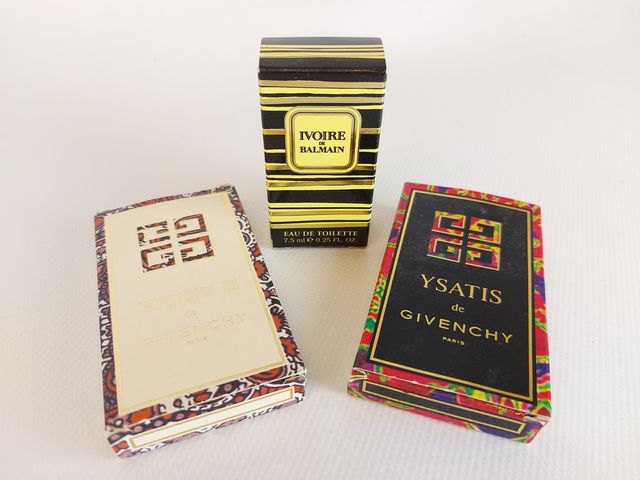 IVOIRE
DE
BALMAIN
EAU DE TOILETTE
7.5 ml e 0.25 FL. OZ.
de
GIVENCHY
PARIS
YSATIS
de
GIVENCHY
PARIS